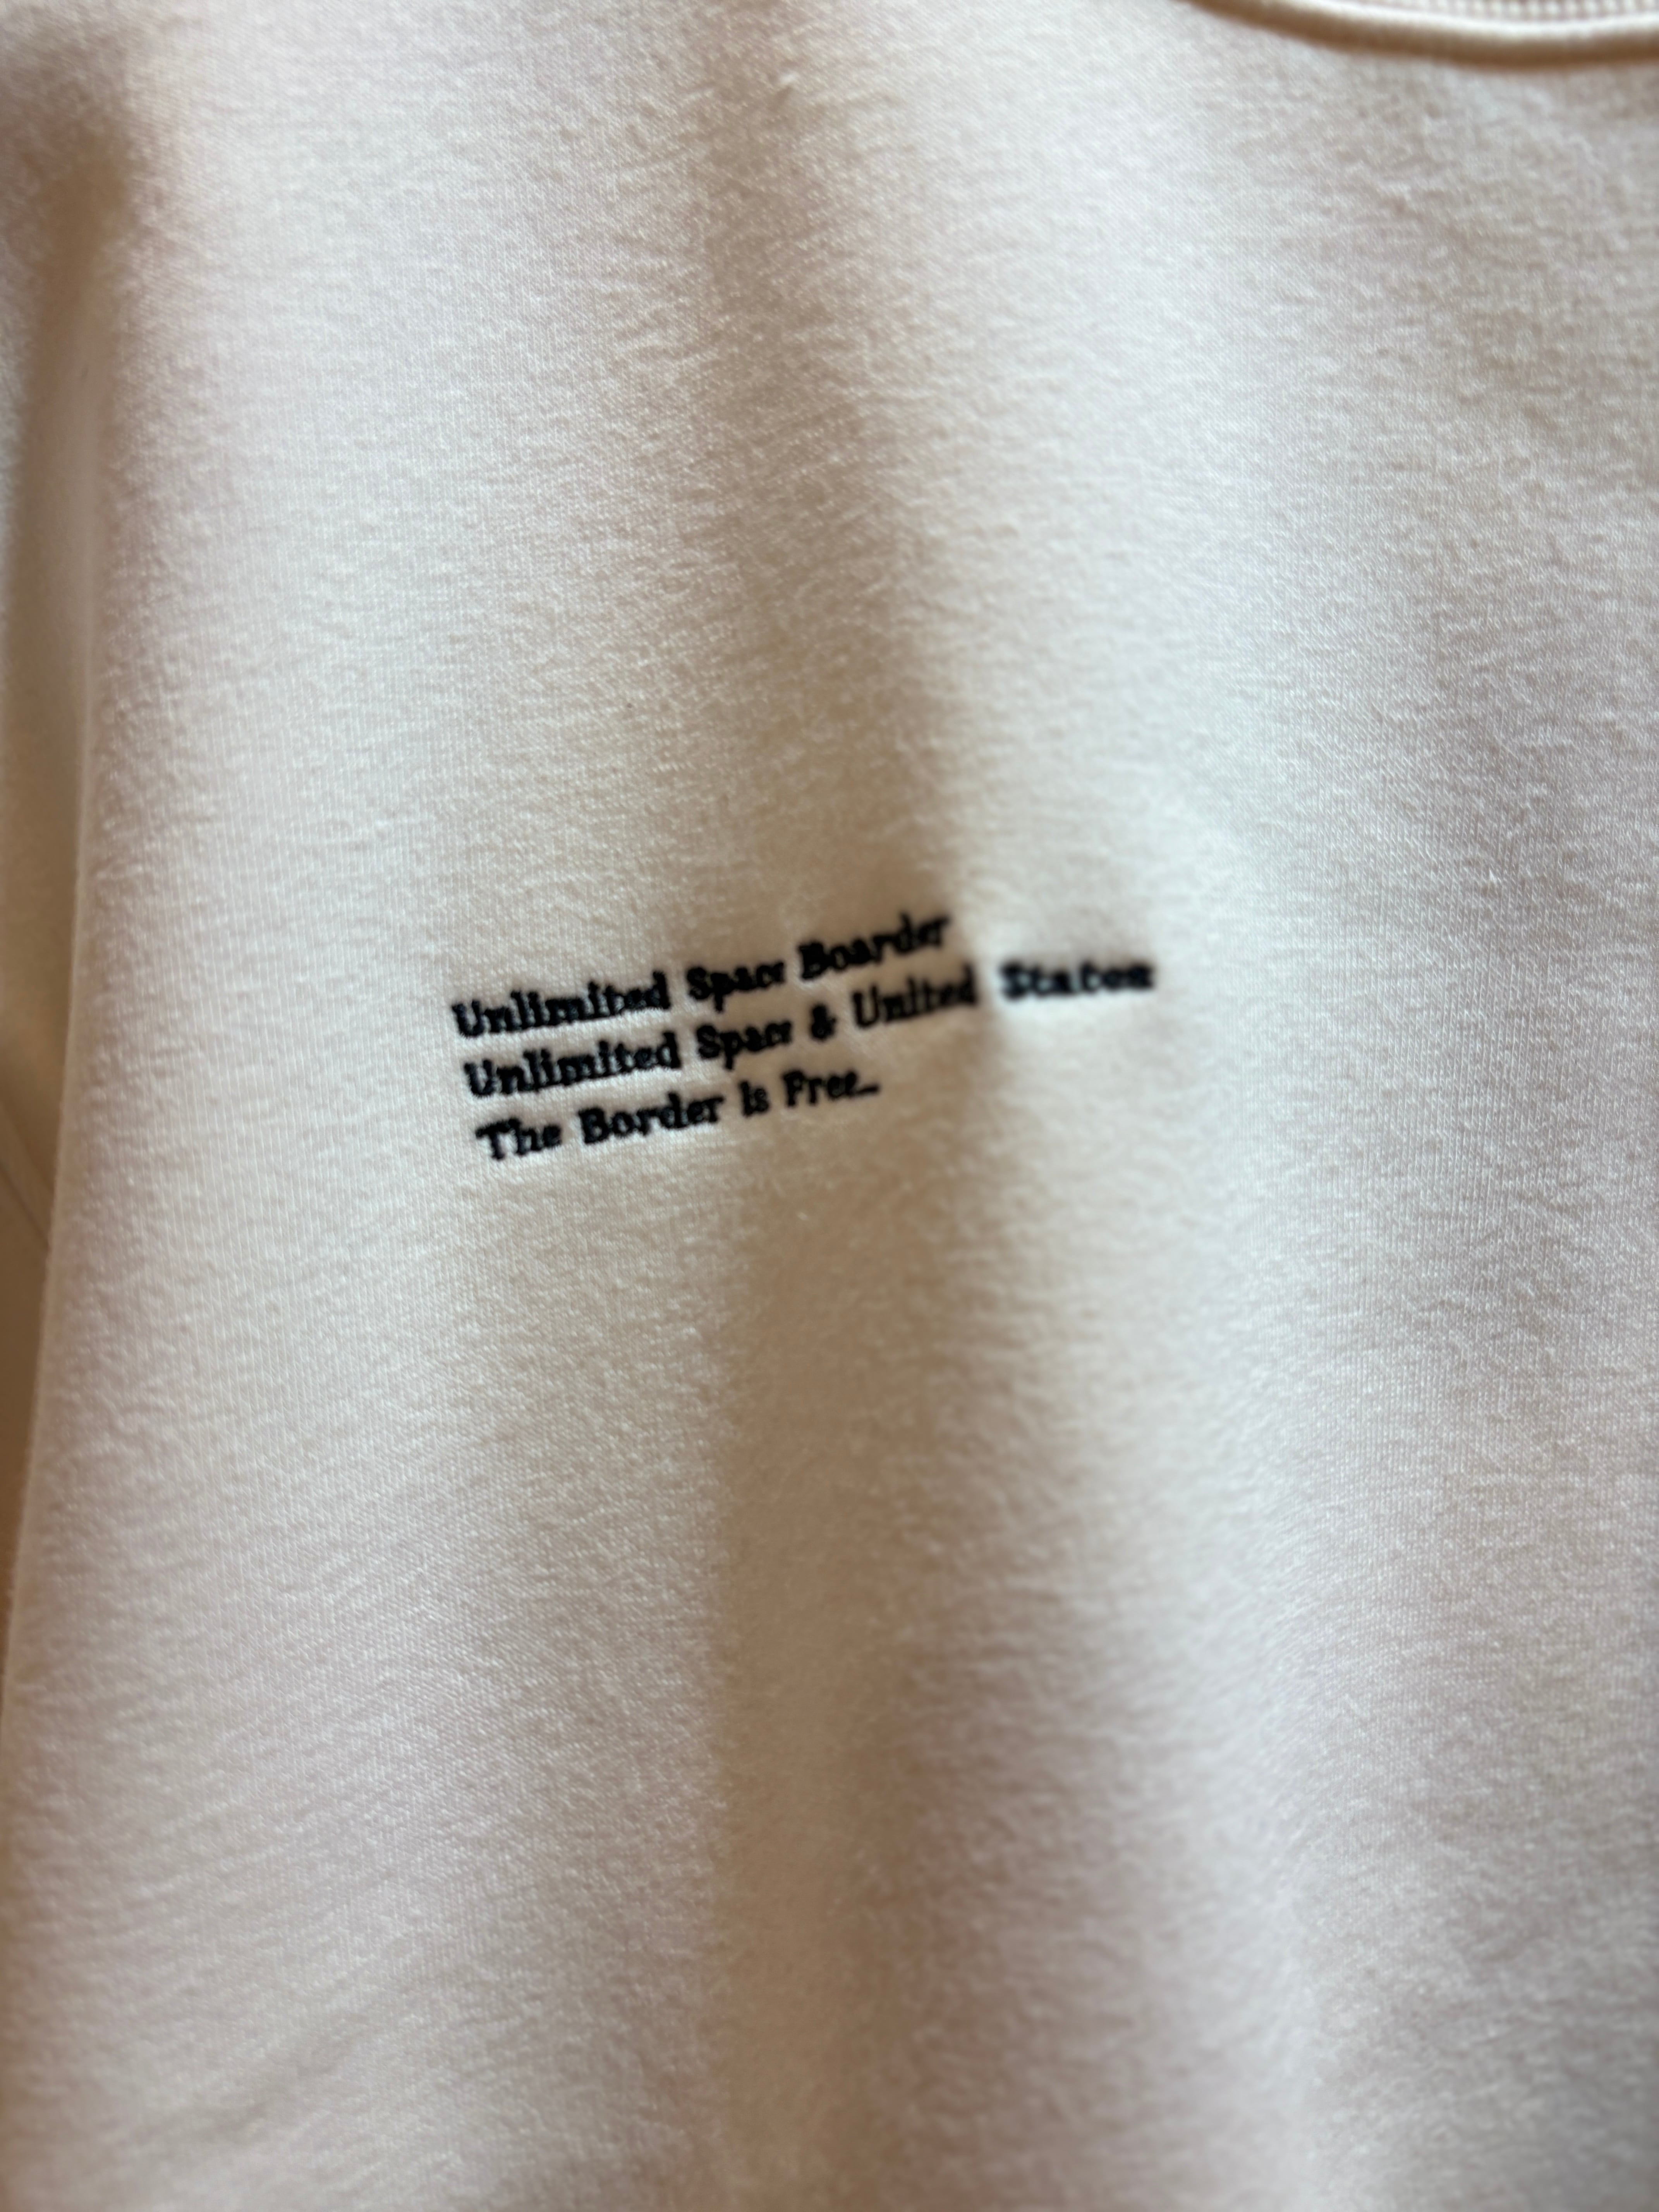 Unlimited Space Boarder
Unlimited Space & United States
The Border Is Free...